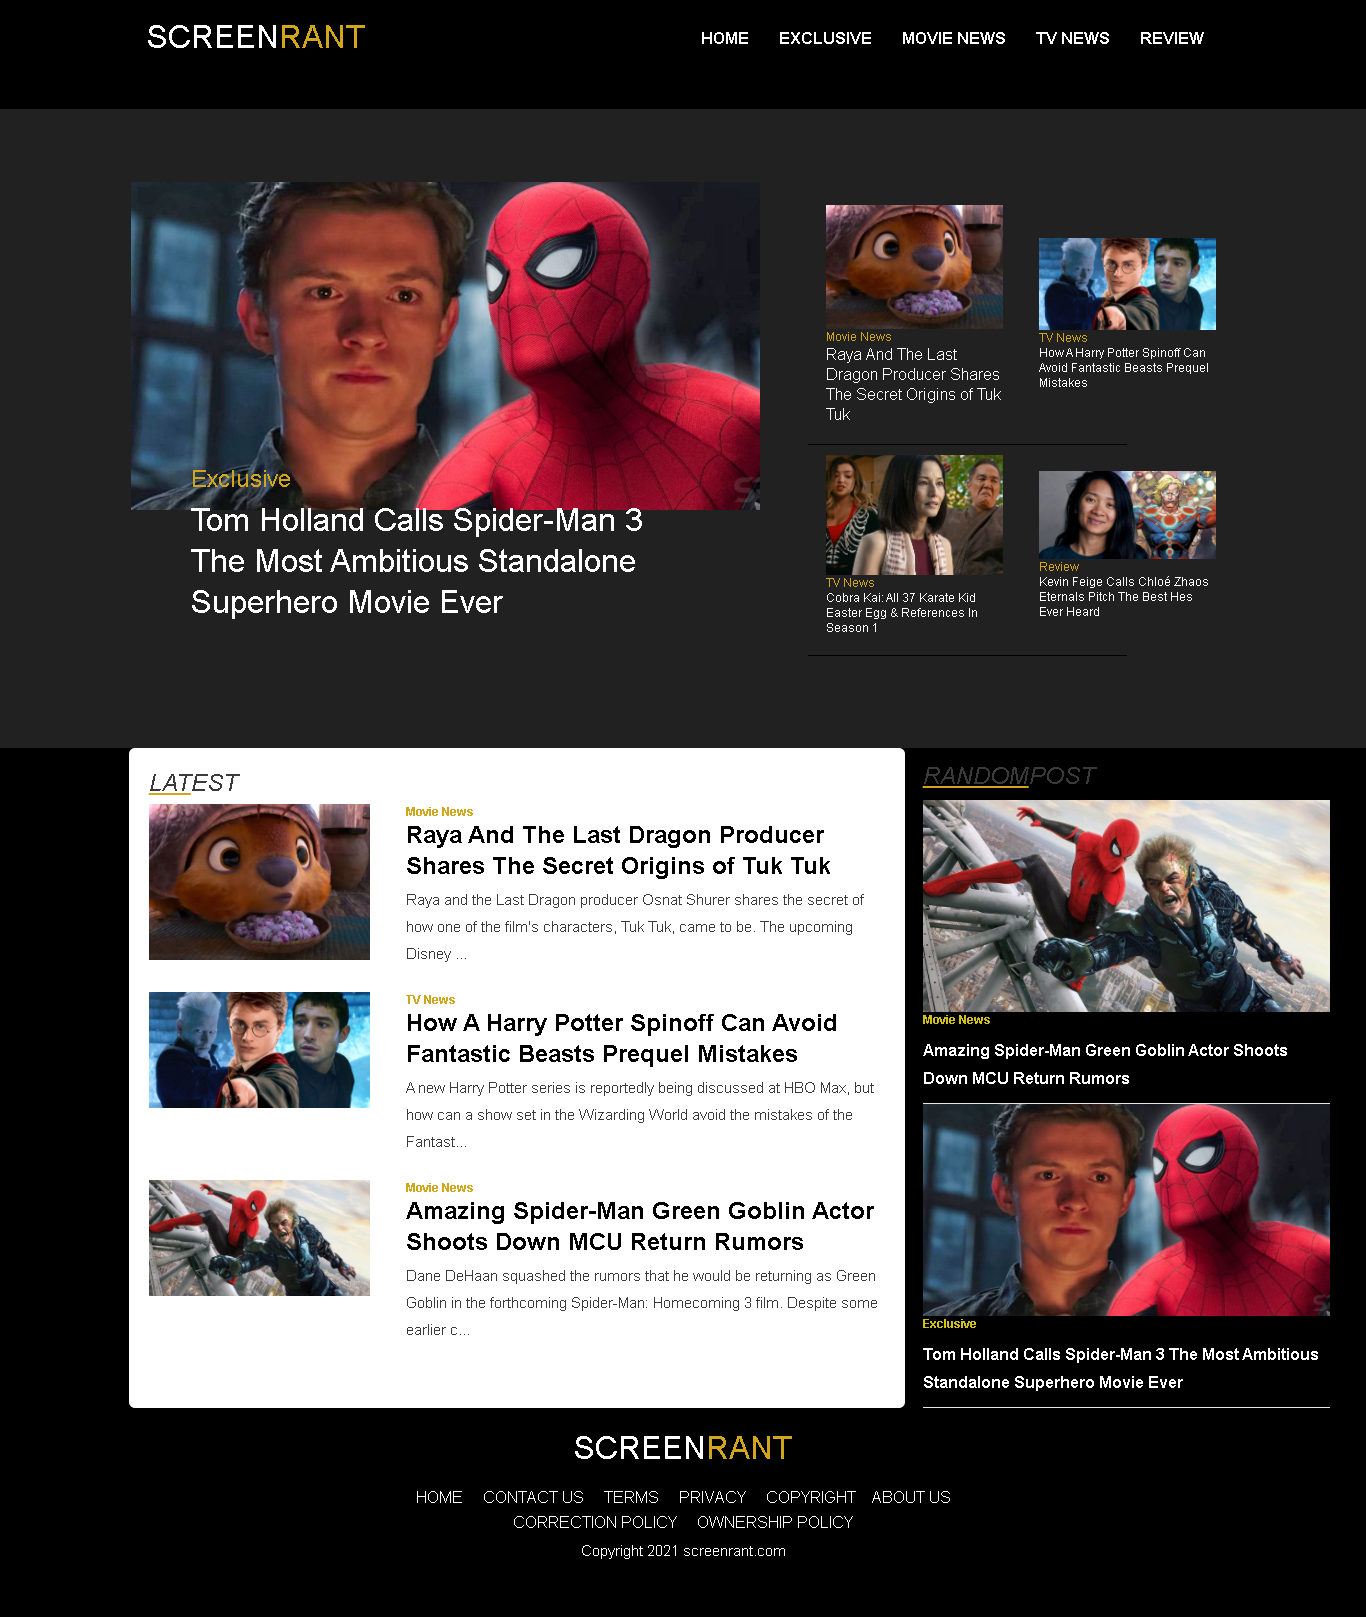 SCREENRANT
HOME EXCLUSIVE MOVIE NEWS TV NEWS REVIEW
Exclusive
Tom Holland Calls Spider-Man 3
The Most Ambitious Standalone
Superhero Movie Ever
Movie News
Raya And The Last
Dragon Producer Shares
The Secret Origins of Tuk
Tuk
TV News
How A Harry Potter Spinoff Can
Avoid Fantastic Beasts Prequel
Mistakes
TV News
Cobra Kai: All 37 Karate Kid
Easter Egg & References In
Season 1
Review
Kevin Feige Calls Chloé Zhaos
Eternals Pitch The Best Hes
Ever Heard
LATEST
Movie News
Raya And The Last Dragon Producer
Shares The Secret Origins of Tuk Tuk
Raya and the Last Dragon producer Osnat Shurer shares the secret of
how one of the film's characters, Tuk Tuk, came to be. The upcoming
Disney ...
TV News
How A Harry Potter Spinoff Can Avoid
Fantastic Beasts Prequel Mistakes
A new Harry Potter series is reportedly being discussed at HBO Max, but
how can a show set in the Wizarding World avoid the mistakes of the
Fantast...
Movie News
Amazing Spider-Man Green Goblin Actor
Shoots Down MCU Return Rumors
Dane DeHaan squashed the rumors that he would be returning as Green
Goblin in the forthcoming Spider-Man: Homecoming 3 film. Despite some
earlier c...
RANDOMPOST
Movie News
Amazing Spider-Man Green Goblin Actor Shoots
Down MCU Return Rumors
Exclusive
Tom Holland Calls Spider-Man 3 The Most Ambitious
Standalone Superhero Movie Ever
SCREENRANT
HOME CONTACT US TERMS PRIVACY COPYRIGHT ABOUT US
CORRECTION POLICY OWNERSHIP POLICY
Copyright 2021 screenrant.com